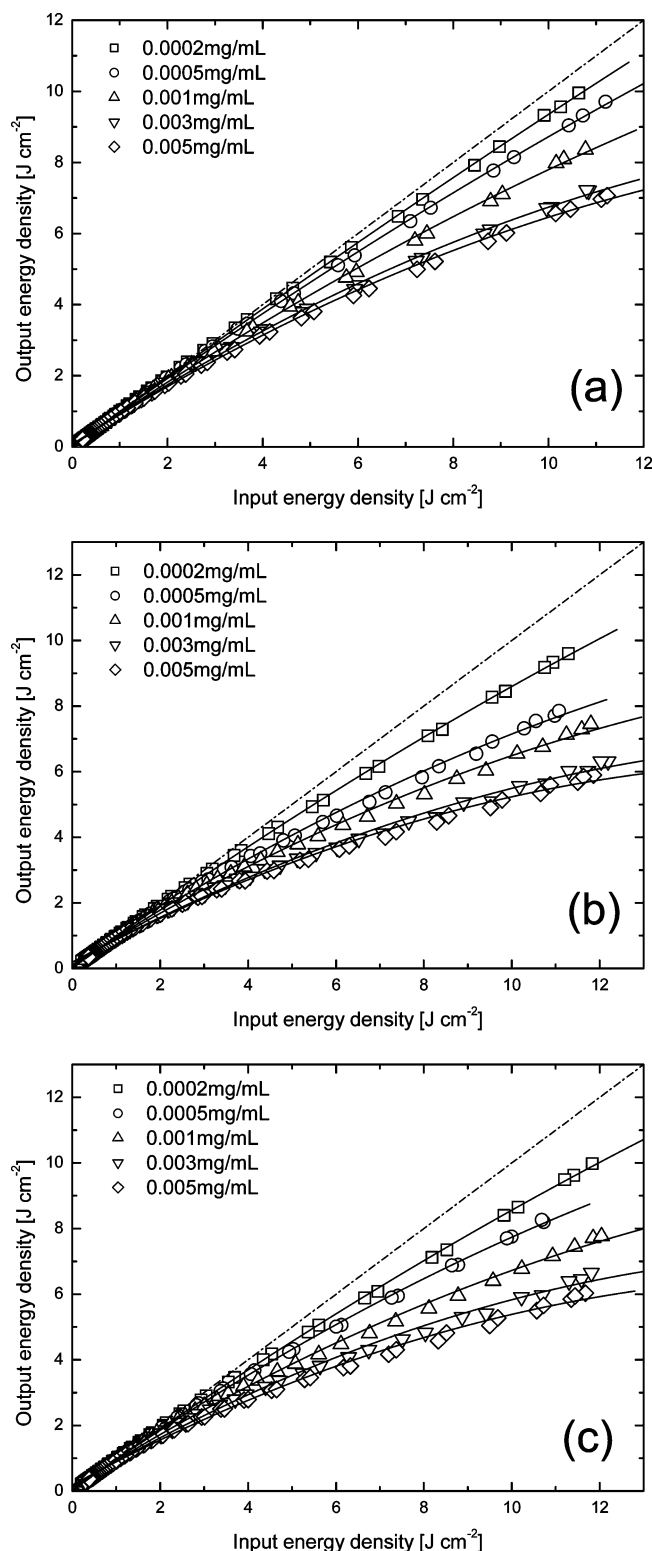 12
10
8
6
4
2
0
0.0002mg/mL
0.0005mg/mL
0.001mg/mL
0.003mg/mL
0.005mg/mL
(a)
Output energy density [J cm⁻²]
0 2 4 6 8 10 12
Input energy density [J cm⁻²]
12
10
8
6
4
2
0
0.0002mg/mL
0.0005mg/mL
0.001mg/mL
0.003mg/mL
0.005mg/mL
(b)
Output energy density [J cm⁻²]
0 2 4 6 8 10 12
Input energy density [J cm⁻²]
12
10
8
6
4
2
0
0.0002mg/mL
0.0005mg/mL
0.001mg/mL
0.003mg/mL
0.005mg/mL
(c)
Output energy density [J cm⁻²]
0 2 4 6 8 10 12
Input energy density [J cm⁻²]